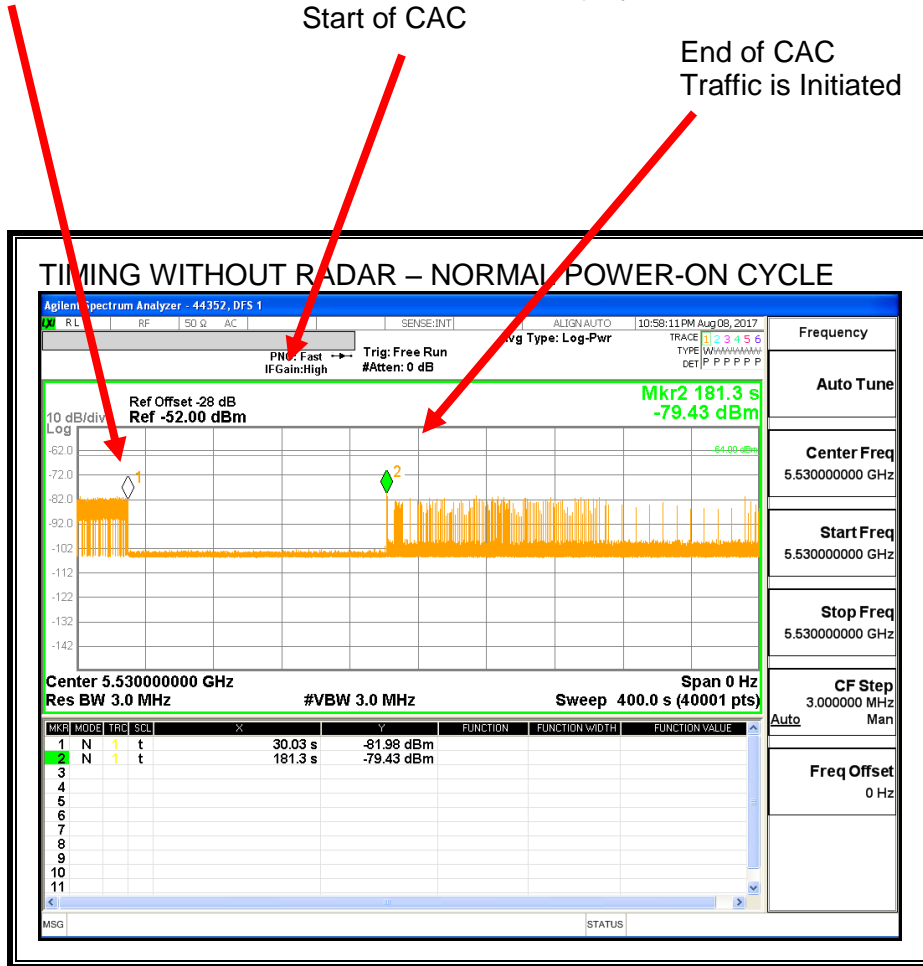 Start of CAC
End of CAC
Traffic is Initiated
TIMING WITHOUT RADAR – NORMAL POWER-ON CYCLE
Agilent Spectrum Analyzer - 44352, DFS 1
LXI RL RF 50 Ω AC SENSE:INT ALIGN AUTO 10:58:11 PM Aug 08, 2017
Avg Type: Log-Pwr
TRACE 1 2 3 4 5 6
PNO: Fast Trig: Free Run
TYPE WWWWWW
IFGain:High #Atten: 0 dB
DET P P P P P P
Frequency
Auto Tune
Mkr2 181.3 s
-79.43 dBm
Ref Offset -28 dB
10 dB/div Ref -52.00 dBm
Log
-62.0
-64.00 dBm
-72.0
-82.0
-92.0
-102
-112
-122
-132
-142
1
2
Center Freq
5.530000000 GHz
Start Freq
5.530000000 GHz
Stop Freq
5.530000000 GHz
Center 5.530000000 GHz Span 0 Hz
Res BW 3.0 MHz #VBW 3.0 MHz Sweep 400.0 s (40001 pts)
CF Step
3.000000 MHz
Auto Man
MKR MODE TRC SCL X Y FUNCTION FUNCTION WIDTH FUNCTION VALUE
1 N 1 t 30.03 s -81.98 dBm
2 N 1 t 181.3 s -79.43 dBm
3
4
5
6
7
8
9
10
11
Freq Offset
0 Hz
MSG STATUS